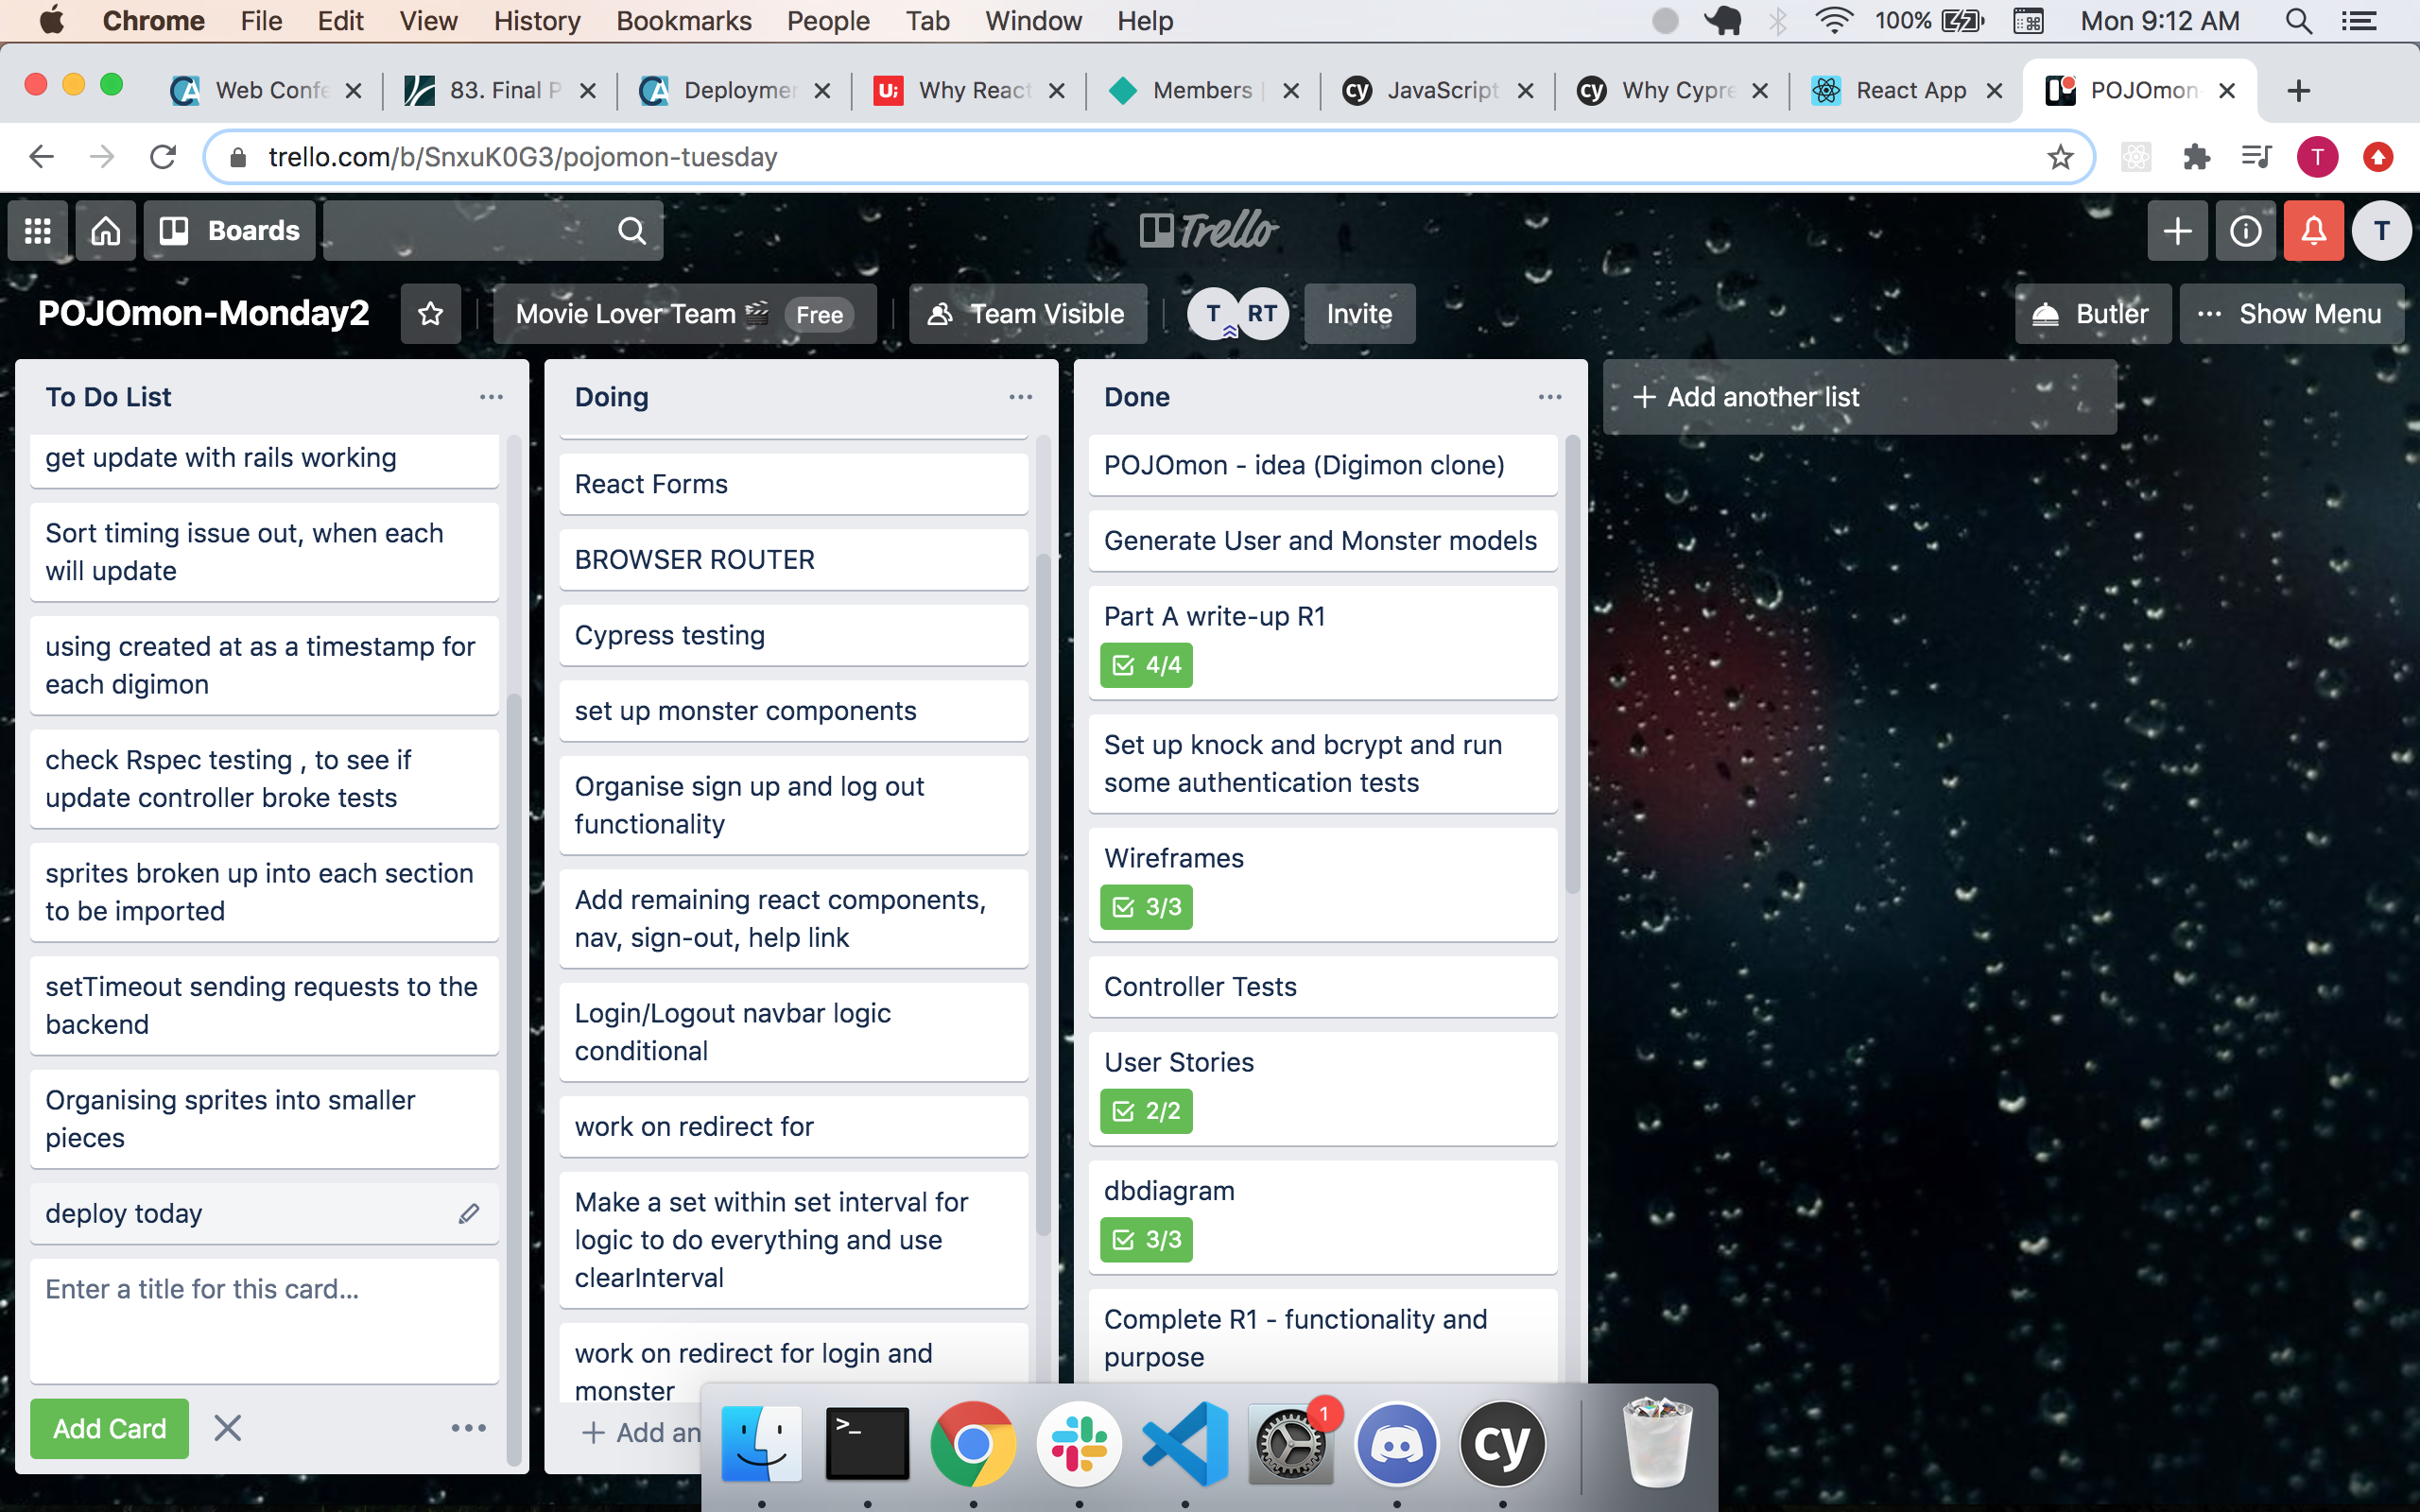 Chrome File Edit View History Bookmarks People Tab Window Help 100% Mon 9:12 AM
Web Confe 83. Final P Deploymer Why React Members JavaScript Why Cypre React App POJOmon
trello.com/b/SnxuK0G3/pojomon-tuesday T
Boards Trello T
POJOmon-Monday2 Movie Lover Team Free Team Visible T RT Invite Butler ... Show Menu
To Do List
get update with rails working
Sort timing issue out, when each
will update
using created at as a timestamp for
each digimon
check Rspec testing , to see if
update controller broke tests
sprites broken up into each section
to be imported
setTimeout sending requests to the
backend
Organising sprites into smaller
pieces
deploy today
Enter a title for this card...
Add Card
Doing
React Forms
BROWSER ROUTER
Cypress testing
set up monster components
Organise sign up and log out
functionality
Add remaining react components,
nav, sign-out, help link
Login/Logout navbar logic
conditional
work on redirect for
Make a set within set interval for
logic to do everything and use
clearInterval
work on redirect for login and
monster
+ Add an
Done
POJOmon - idea (Digimon clone)
Generate User and Monster models
Part A write-up R1
4/4
Set up knock and bcrypt and run
some authentication tests
Wireframes
3/3
Controller Tests
User Stories
2/2
dbdiagram
3/3
Complete R1 - functionality and
purpose
+ Add another list
>_ 1 cy